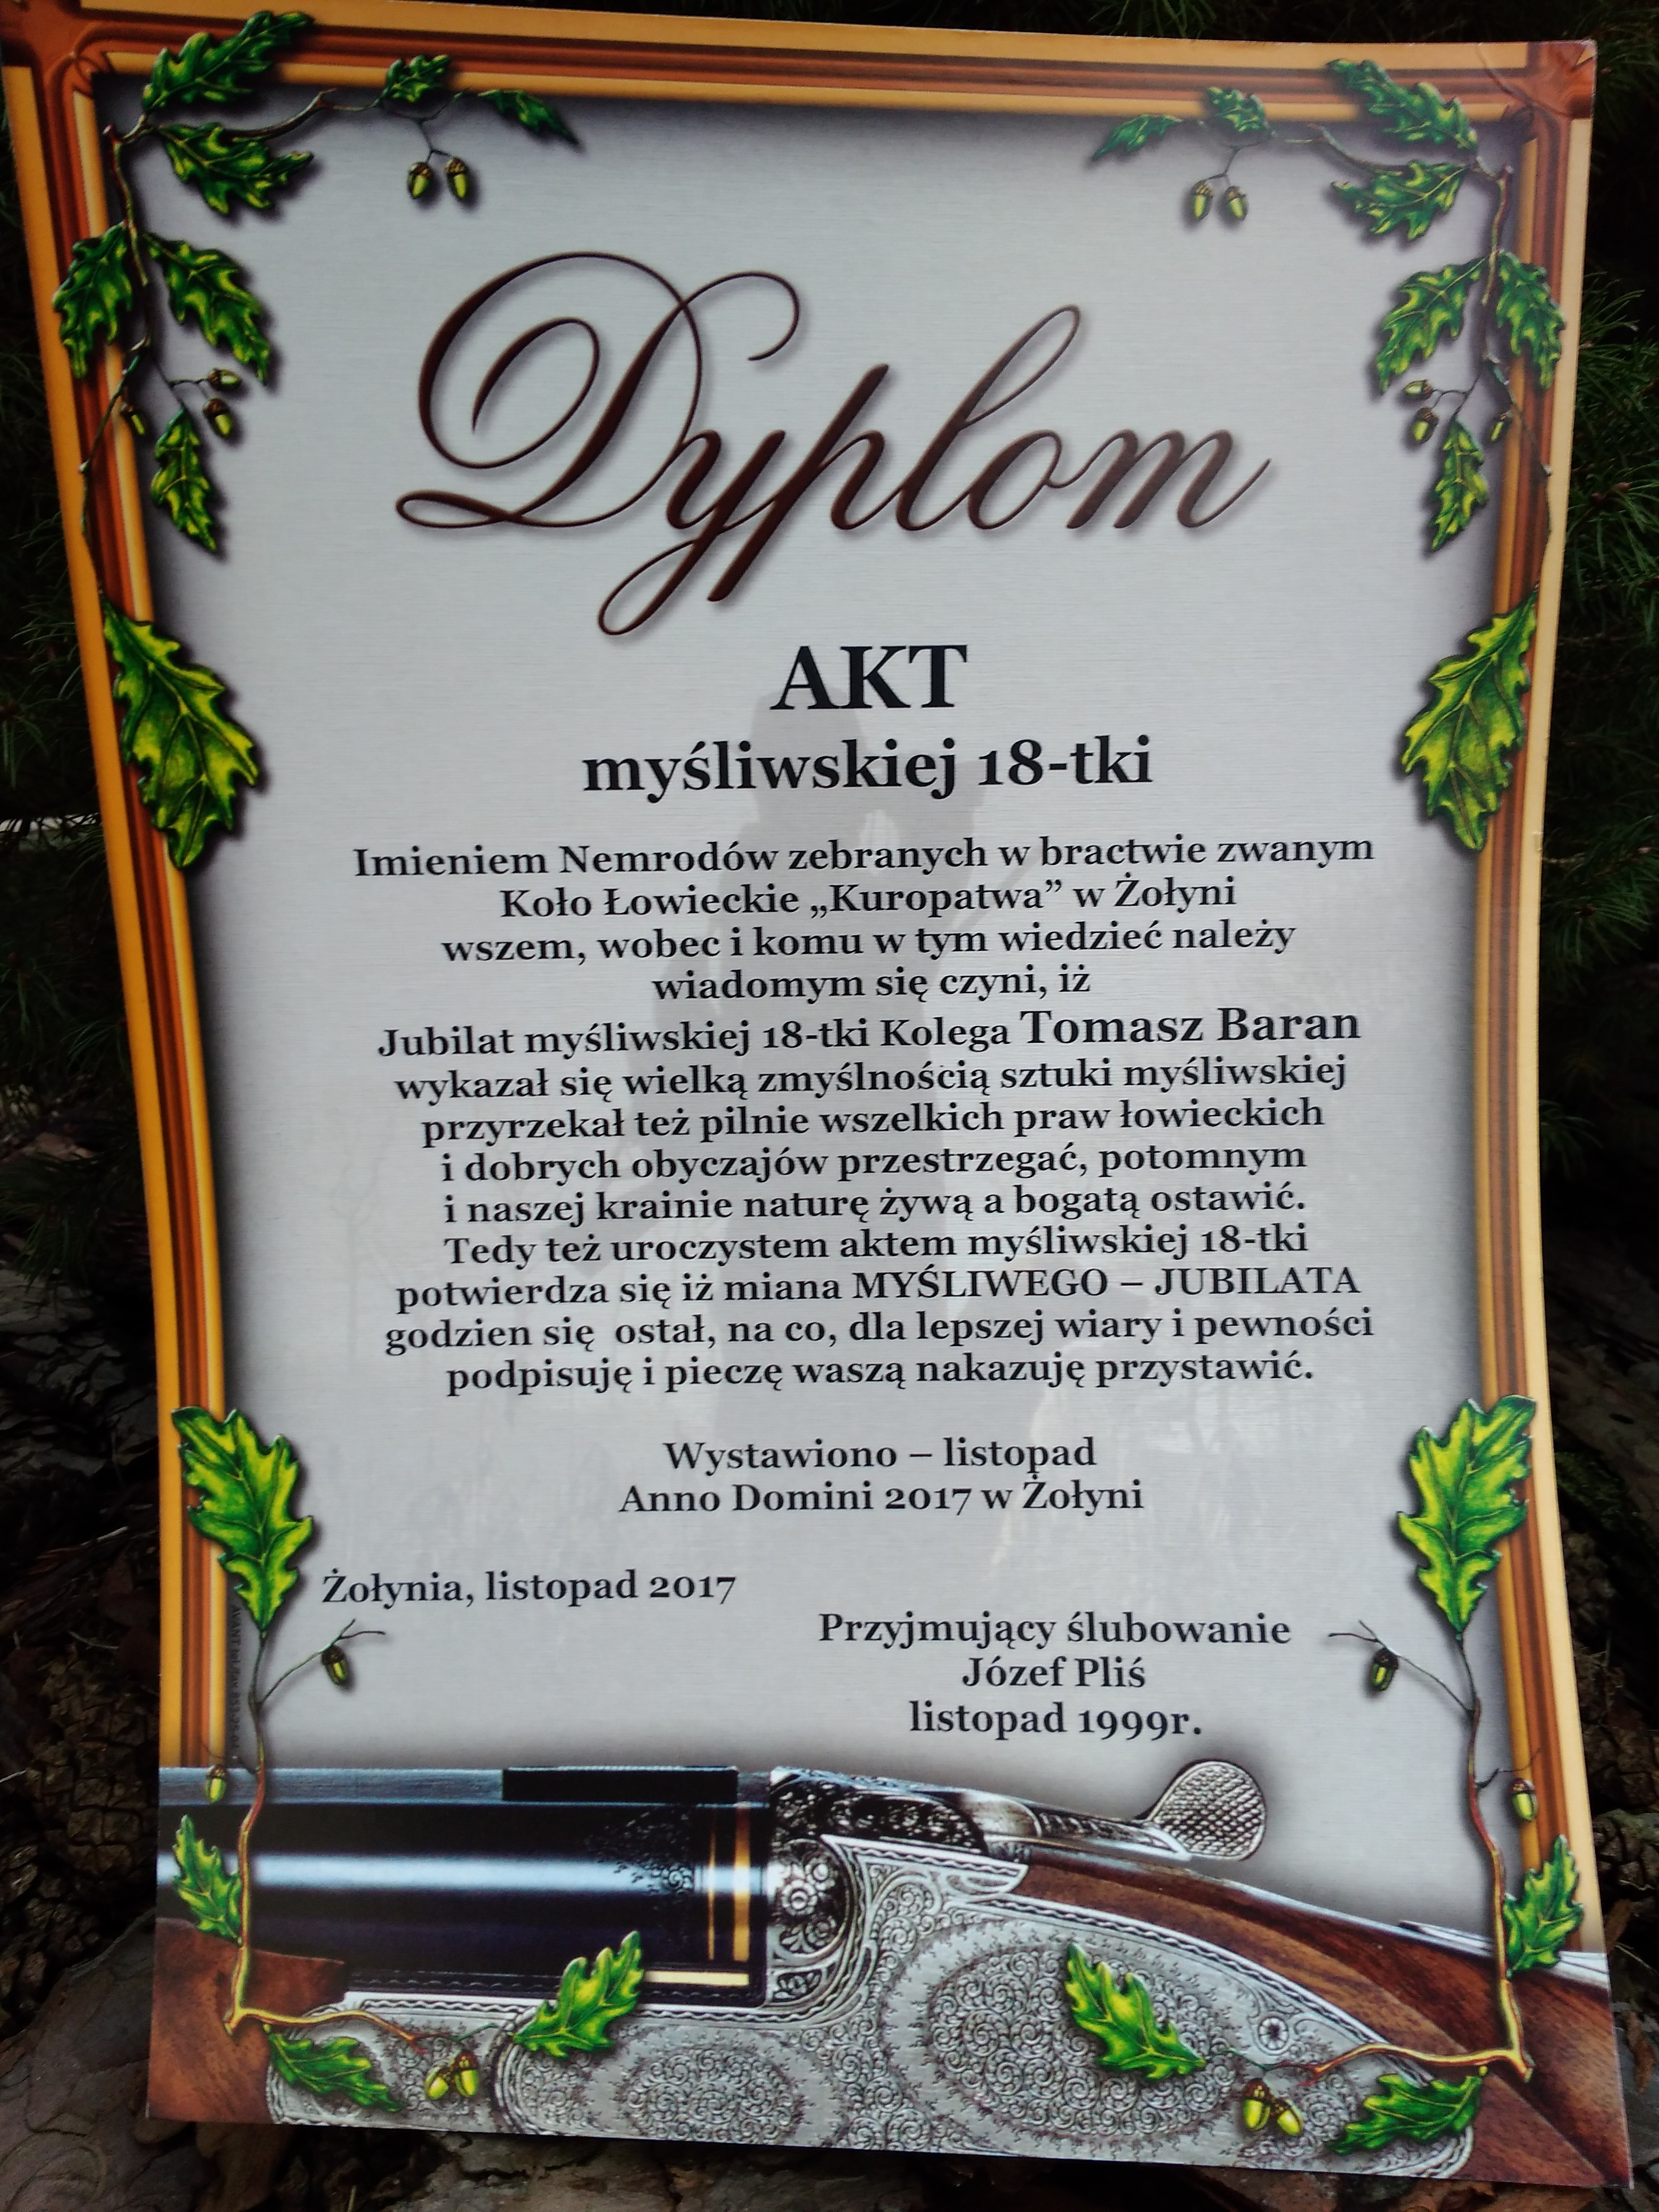 Dyplom
AKT
myśliwskiej 18-tki
Imieniem Nemrodów zebranych w bractwie zwanym
Koło Łowieckie „Kuropatwa” w Żołyni
wszem, wobec i komu w tym wiedzieć należy
wiadomym się czyni, iż
Jubilat myśliwskiej 18-tki Kolega Tomasz Baran
wykazał się wielką zmyślnością sztuki myśliwskiej
przyrzekał też pilnie wszelkich praw łowieckich
i dobrych obyczajów przestrzegać, potomnym
i naszej krainie naturę żywą a bogatą ostawić.
Tedy też uroczystem aktem myśliwskiej 18-tki
potwierdza się iż miana MYŚLIWEGO – JUBILATA
godzien się ostał, na co, dla lepszej wiary i pewności
podpisuję i pieczę waszą nakazuję przystawić.
Wystawiono – listopad
Anno Domini 2017 w Żołyni
Żołynia, listopad 2017
Przyjmujący ślubowanie
Józef Pliś
listopad 1999r.